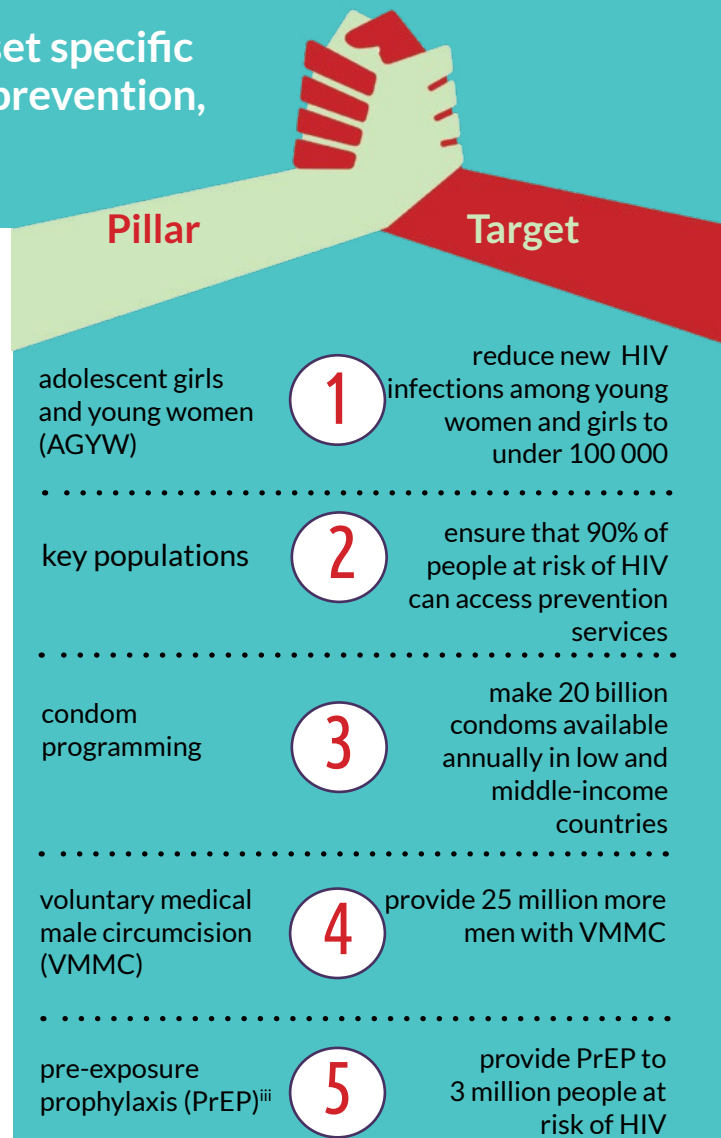 set specific
prevention,
Pillar
Target
adolescent girls
and young women
(AGYW)
1
reduce new HIV
infections among young
women and girls to
under 100 000
key populations
2
ensure that 90% of
people at risk of HIV
can access prevention
services
condom
programming
3
make 20 billion
condoms available
annually in low and
middle-income
countries
voluntary medical
male circumcision
(VMMC)
4
provide 25 million more
men with VMMC
pre-exposure
prophylaxis (PrEP)ⁱⁱⁱ
5
provide PrEP to
3 million people at
risk of HIV